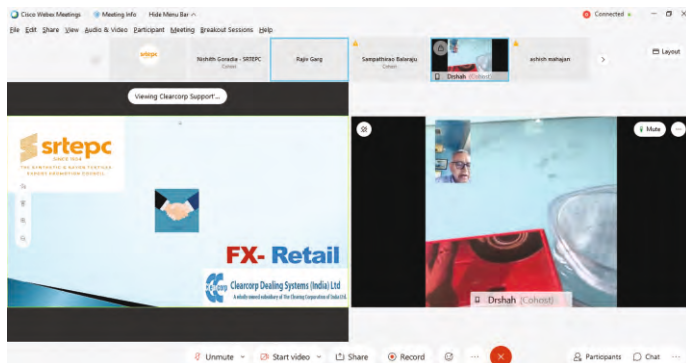 Cisco Webex Meetings
Meeting Info
Hide Menu Bar
Connected
File Edit Share View Audio & Video Participant Meeting Breakout Sessions Help
srtepc
Nishith Goradia - SRTEPC
Cohost
Rajiv Garg
Sampathirao Balaraju
Cohost
Drshah (Cohost)
ashish mahajan
Layout
Viewing Clearcorp Support'...
srtepc
SINCE 1954
THE SYNTHETIC & RAYON TEXTILES
EXPORT PROMOTION COUNCIL
FX- Retail
Clearcorp Dealing Systems (India) Ltd
A wholly owned subsidiary of The Clearing Corporation of India Ltd.
Mute
Drshah (Cohost)
Unmute
Start video
Share
Record
Participants
Chat